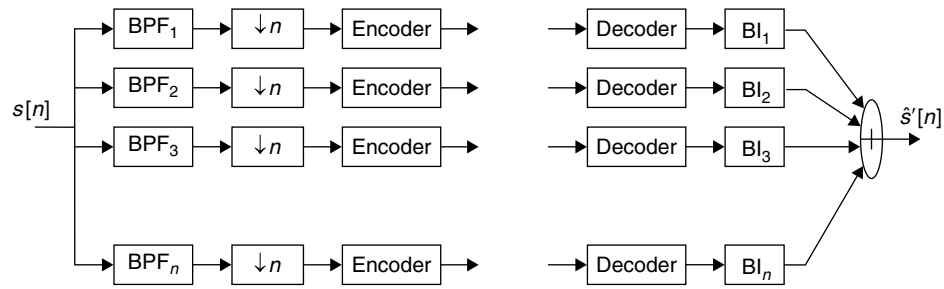 BPF₁ ↓n Encoder Decoder BI₁
BPF₂ ↓n Encoder Decoder BI₂
s[n] ŝ′[n]
BPF₃ ↓n Encoder Decoder BI₃
BPFₙ ↓n Encoder Decoder BIₙ